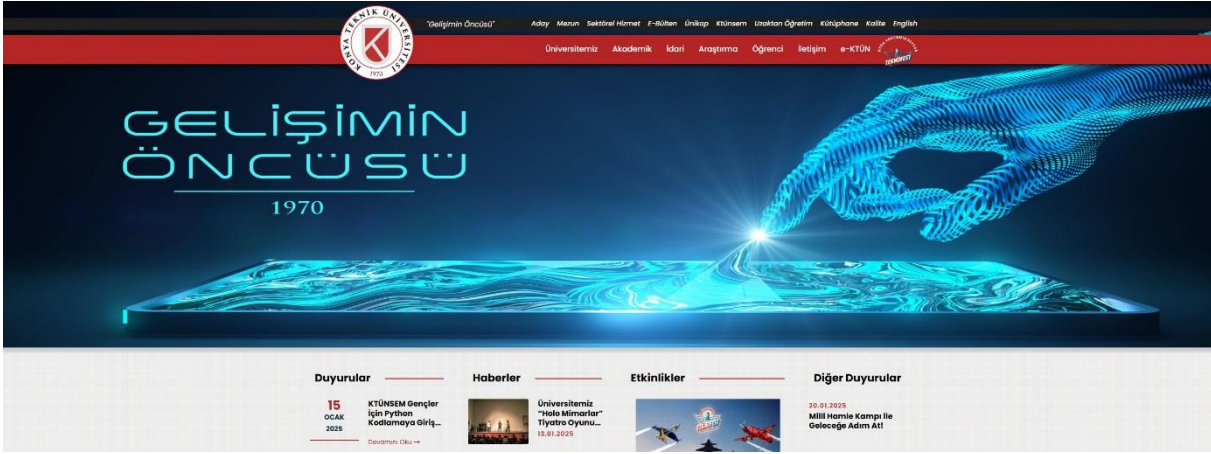 KONYA TEKNİK ÜNİVERSİTESİ
1970
"Gelişimin Öncüsü"
Aday Mezun Sektörel Hizmet E-Bülten Ünikop Ktünsem Uzaktan Öğretim Kütüphane Kalite English
Üniversitemiz Akademik İdari Araştırma Öğrenci İletişim e-KTÜN
TEKNOFEST
GELİŞİMİN
ÖNCÜSÜ
1970
Duyurular
15
OCAK
2025
KTÜNSEM Gençler
için Python
Kodlamaya Giriş...
Devamını Oku →
Haberler
Üniversitemiz
"Holo Mimarlar"
Tiyatro Oyunu...
13.01.2025
Etkinlikler
Diğer Duyurular
20.01.2025
Milli Hamle Kampı ile
Geleceğe Adım At!